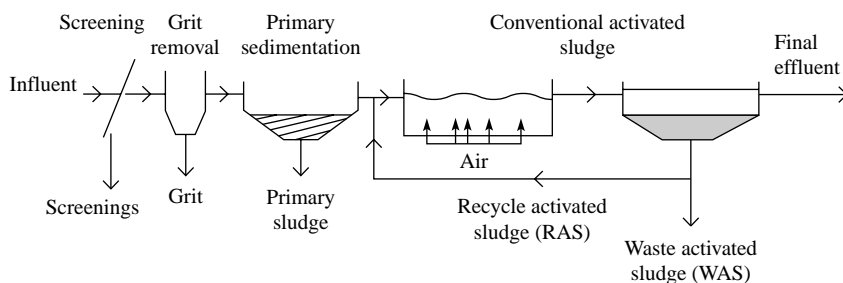 Screening
Grit
removal
Primary
sedimentation
Conventional activated
sludge
Final
effluent
Influent
Air
Screenings
Grit
Primary
sludge
Recycle activated
sludge (RAS)
Waste activated
sludge (WAS)